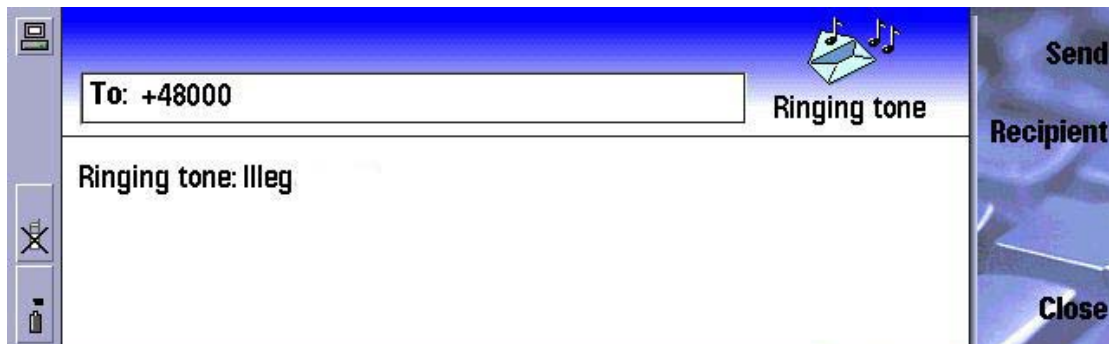 Send
To: +48000
Ringing tone
Recipient
Ringing tone: Illeg
Close